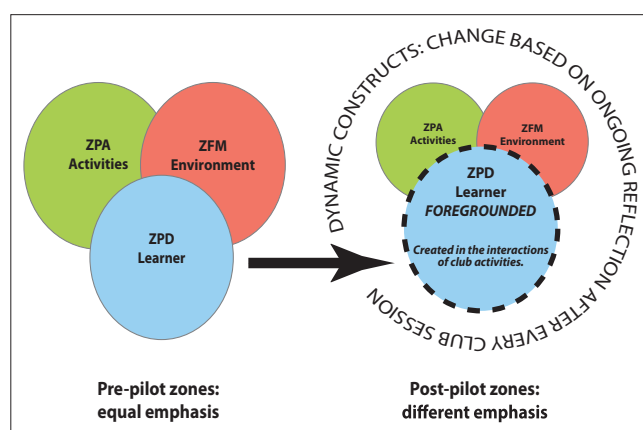 ZPA
Activities
ZFM
Environment
ZPD
Learner
Pre-pilot zones:
equal emphasis
DYNAMIC CONSTRUCTS: CHANGE BASED ON ONGOING REFLECTION AFTER EVERY CLUB SESSION
ZPA
Activities
ZFM
Environment
ZPD
Learner
FOREGROUNDED
Created in the interactions
of club activities.
Post-pilot zones:
different emphasis